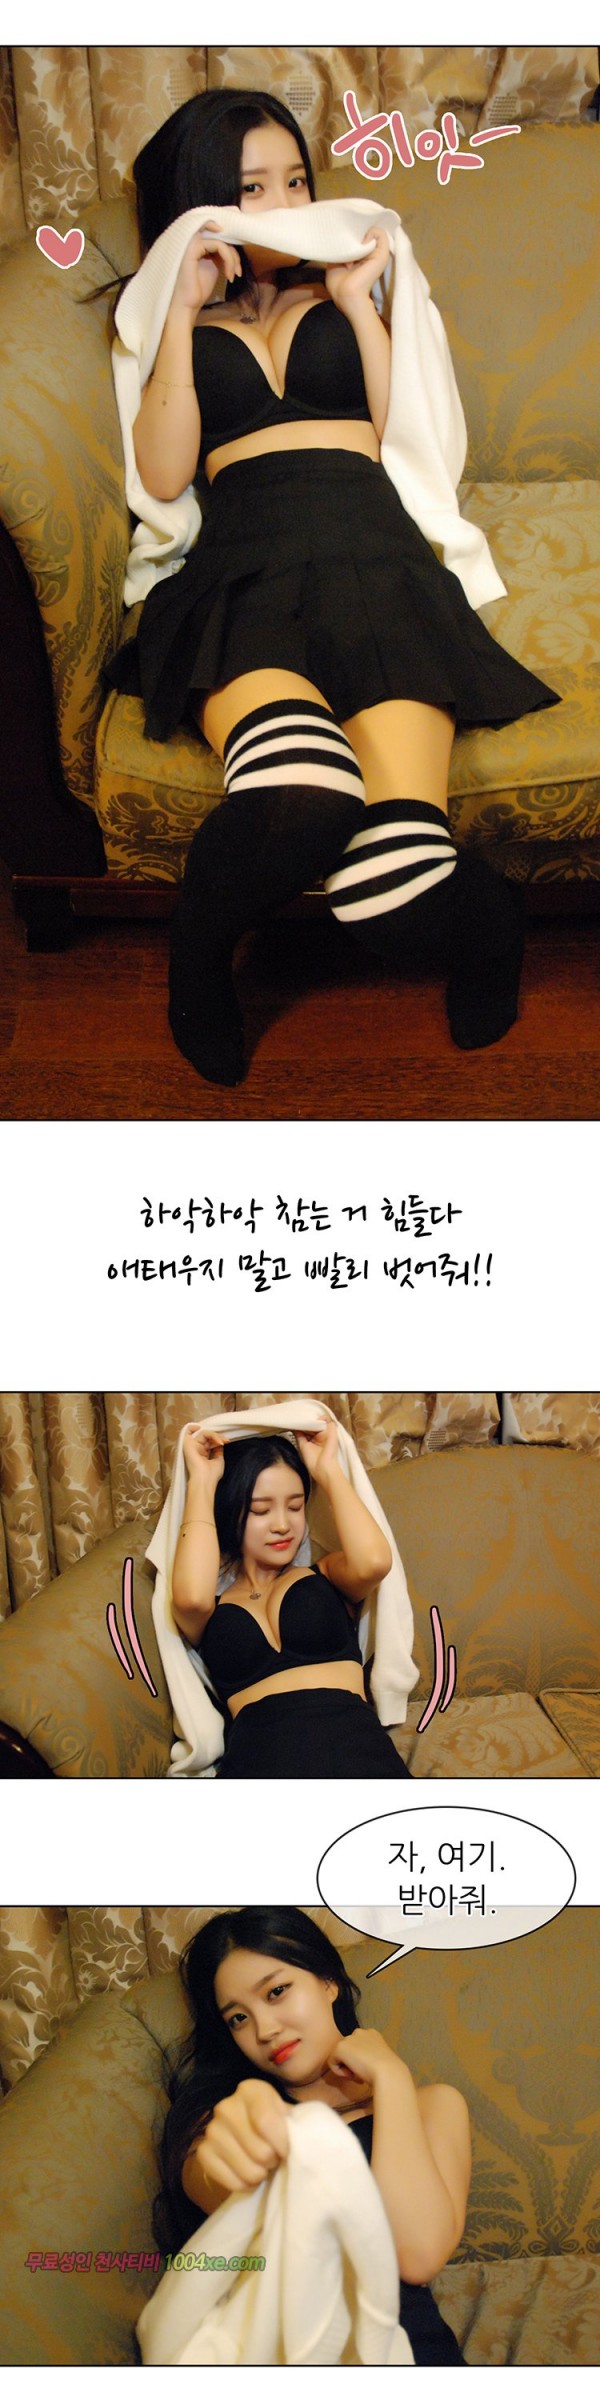 히잇~
하악하악 참는 거 힘들다
애태우지 말고 빨리 벗어줘!!
자, 여기.
받아줘.
무료성인 천사티비 1004xe.com